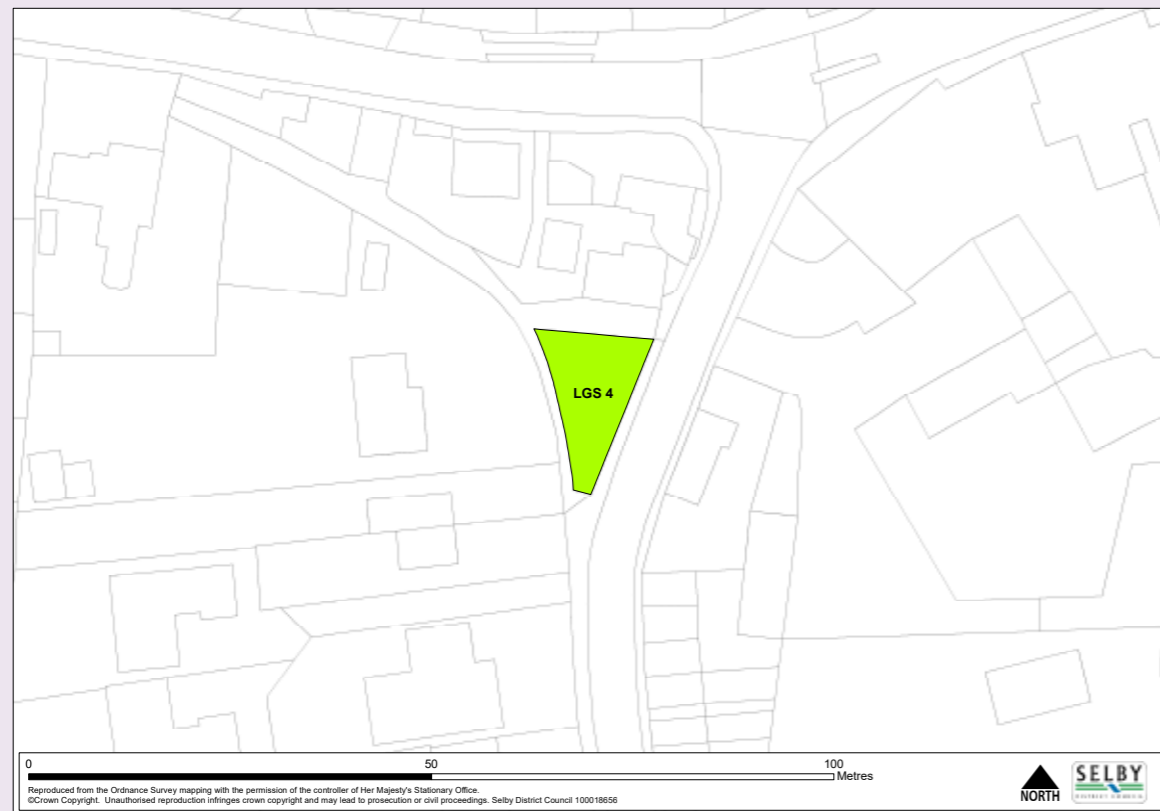 LGS 4
0 50 100
Metres
Reproduced from the Ordnance Survey mapping with the permission of the controller of Her Majesty's Stationary Office.
©Crown Copyright. Unauthorised reproduction infringes crown copyright and may lead to prosecution or civil proceedings. Selby District Council 100018656
NORTH
SELBY
DISTRICT COUNCIL